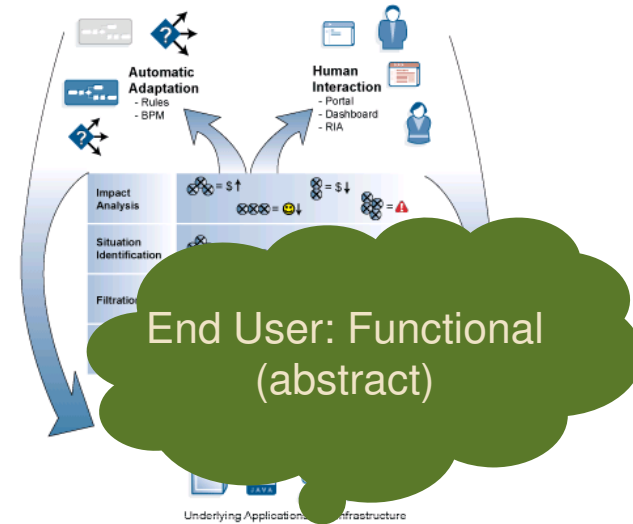 Automatic
Adaptation
- Rules
- BPM
Human
Interaction
- Portal
- Dashboard
- RIA
Impact
Analysis
= $↑
= ↓
= $↓
=
Situation
Identification
Filtration
End User: Functional
(abstract)
JAVA
Underlying Applications frastructure